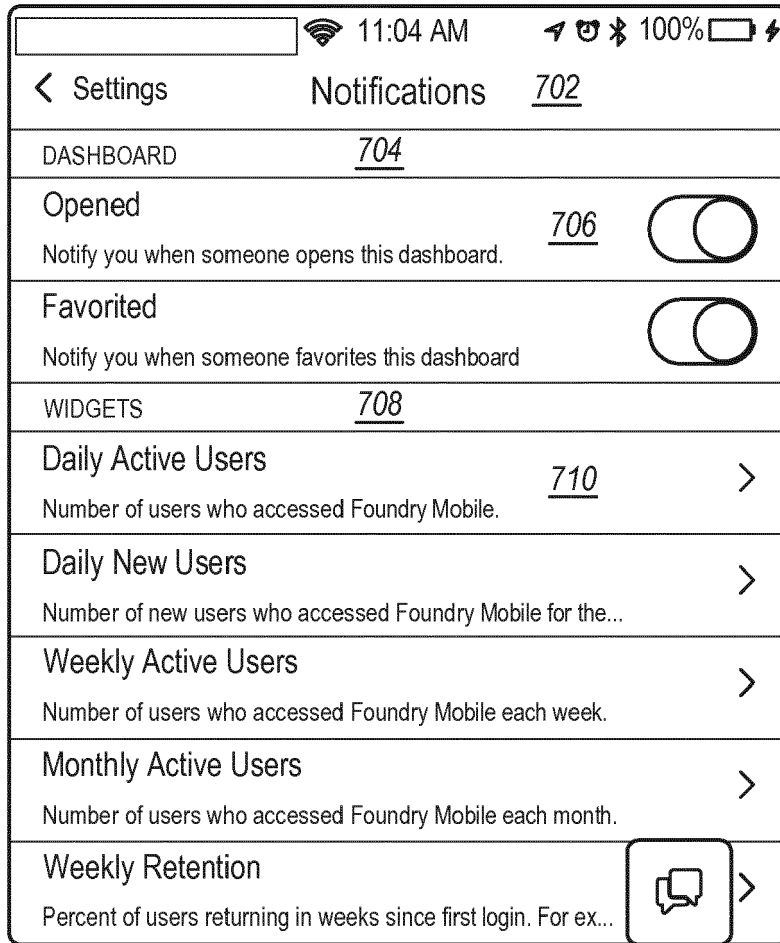 11:04 AM 100%
Settings Notifications 702
DASHBOARD 704
Opened 706
Notify you when someone opens this dashboard.
Favorited
Notify you when someone favorites this dashboard
WIDGETS 708
Daily Active Users 710
Number of users who accessed Foundry Mobile.
Daily New Users
Number of new users who accessed Foundry Mobile for the...
Weekly Active Users
Number of users who accessed Foundry Mobile each week.
Monthly Active Users
Number of users who accessed Foundry Mobile each month.
Weekly Retention
Percent of users returning in weeks since first login. For ex...